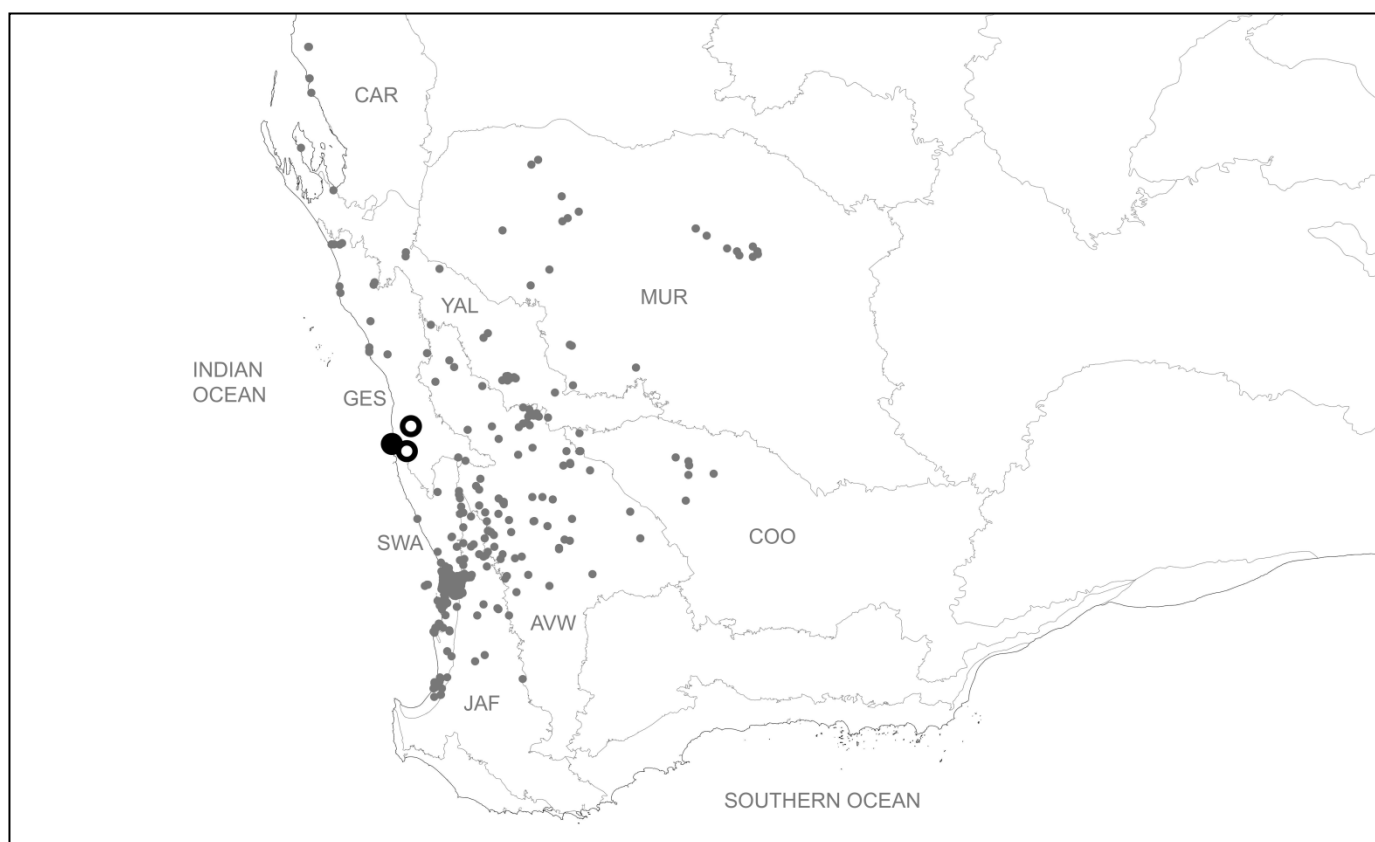 CAR
YAL
MUR
INDIAN
OCEAN
GES
SWA
COO
AVW
JAF
SOUTHERN OCEAN